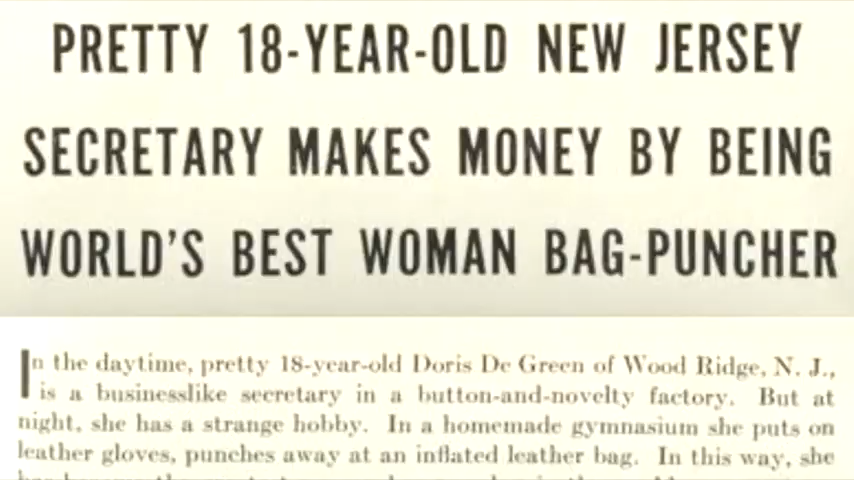 PRETTY 18-YEAR-OLD NEW JERSEY
SECRETARY MAKES MONEY BY BEING
WORLD'S BEST WOMAN BAG-PUNCHER
In the daytime, pretty 18-year-old Doris De Green of Wood Ridge, N. J.,
is a businesslike secretary in a button-and-novelty factory. But at
night, she has a strange hobby. In a homemade gymnasium she puts on
leather gloves, punches away at an inflated leather bag. In this way, she